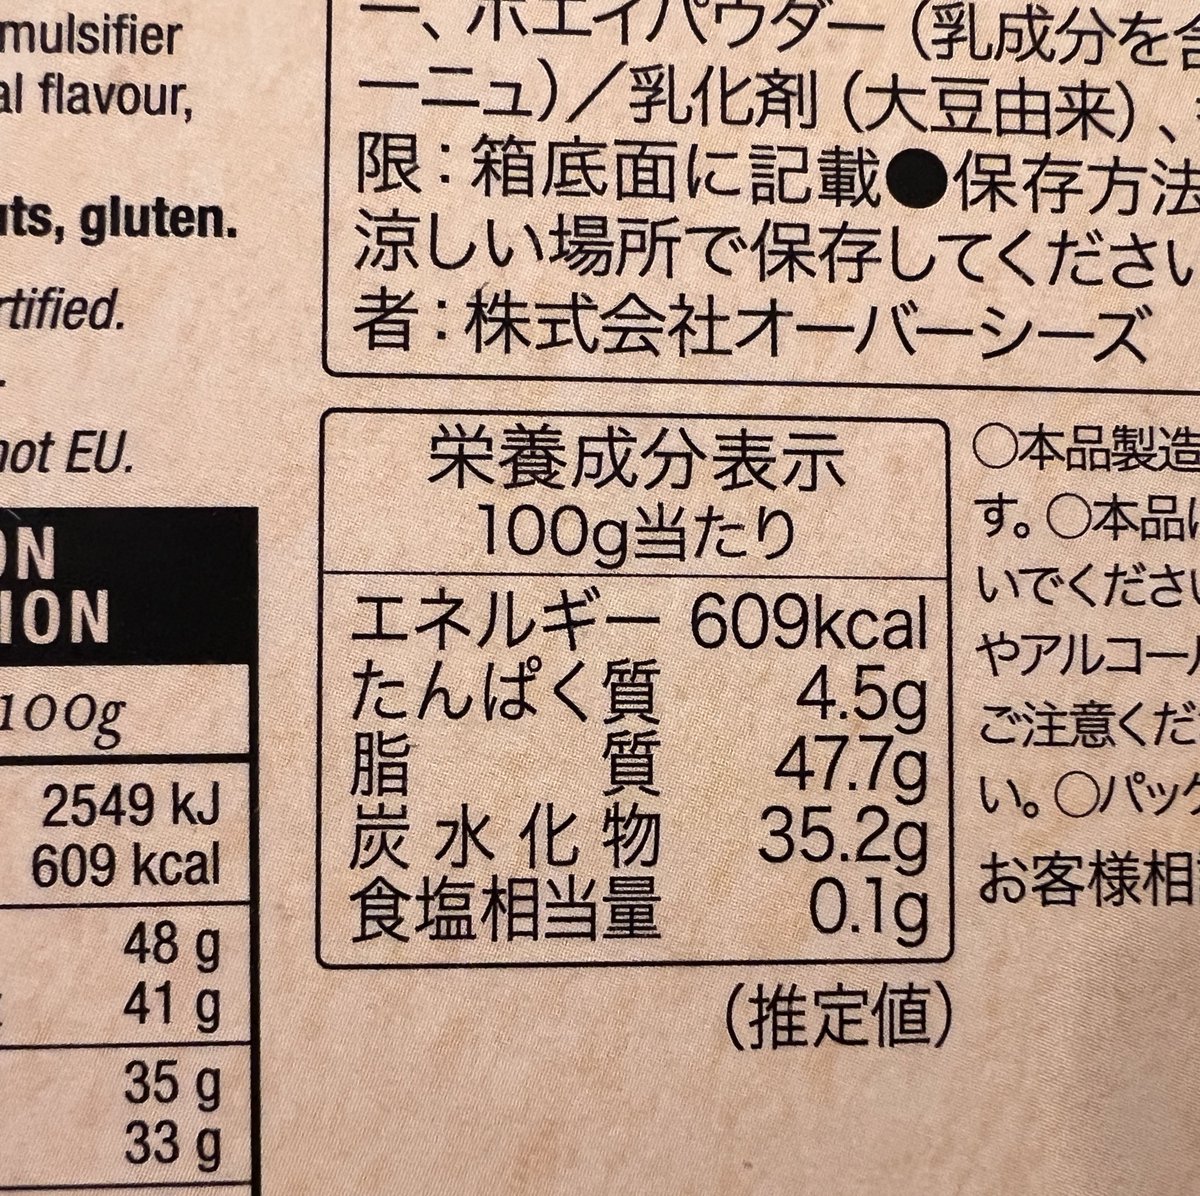 mulsifier
al flavour,
uts, gluten.
rtified.
not EU.
ON
ION
100g
2549 kJ
609 kcal
48 g
41 g
35 g
33 g
ー、ホエイパウダー（乳成分を含
ーニュ）／乳化剤（大豆由来）、
限：箱底面に記載●保存方法
涼しい場所で保存してください
者：株式会社オーバーシーズ
栄養成分表示
100g当たり
エネルギー 609kcal
たんぱく質 4.5g
脂質 47.7g
炭水化物 35.2g
食塩相当量 0.1g
（推定値）
○本品製造
す。○本品は
いでください
やアルコール
ご注意くだ
い。○パッケ
お客様相